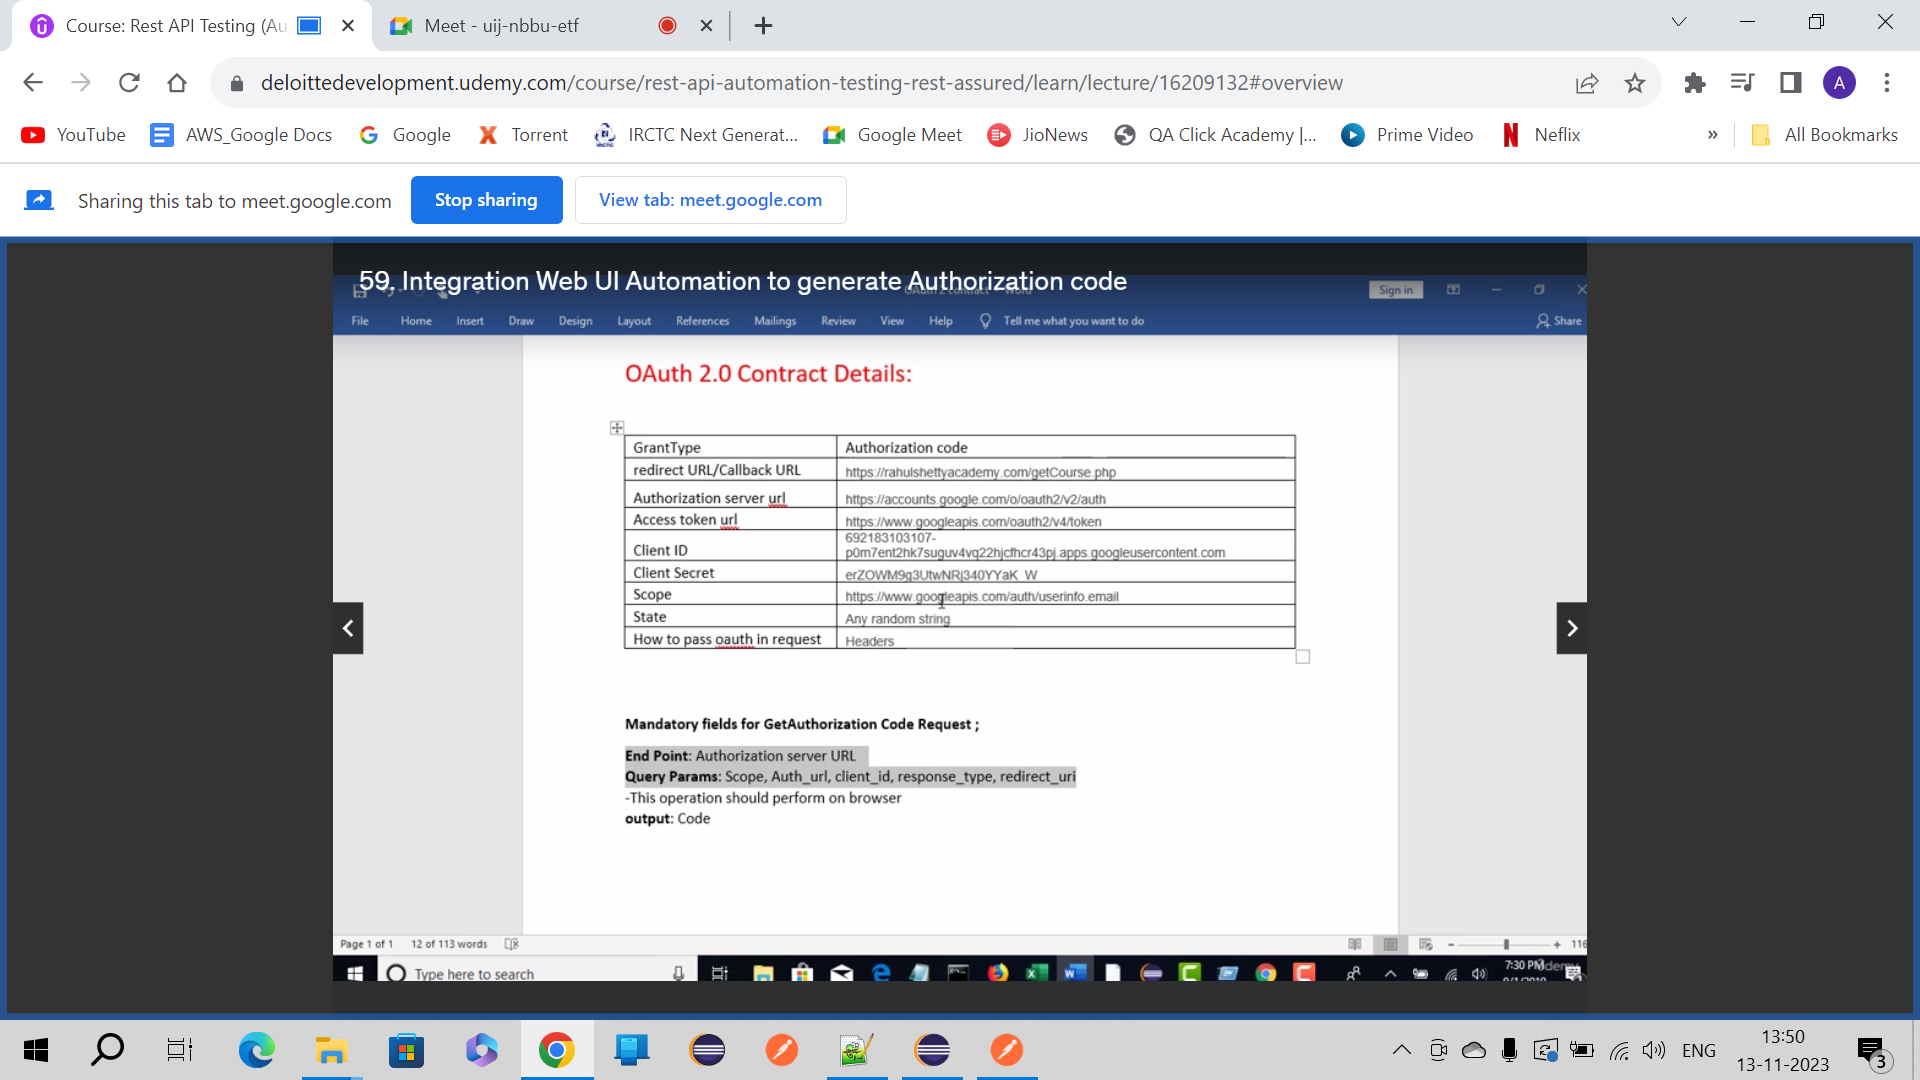 Course: Rest API Testing (Au
Meet - uij-nbbu-etf
deloittedevelopment.udemy.com/course/rest-api-automation-testing-rest-assured/learn/lecture/16209132#overview
A
YouTube
AWS_Google Docs
Google
Torrent
IRCTC Next Generat...
Google Meet
JioNews
QA Click Academy |...
Prime Video
Neflix
»
All Bookmarks
Sharing this tab to meet.google.com
Stop sharing
View tab: meet.google.com
59. Integration Web UI Automation to generate Authorization code
Sign in
File Home Insert Draw Design Layout References Mailings Review View Help Tell me what you want to do
Share
OAuth 2.0 Contract Details:
GrantType Authorization code
redirect URL/Callback URL https://rahulshettyacademy.com/getCourse.php
Authorization server url https://accounts.google.com/o/oauth2/v2/auth
Access token url https://www.googleapis.com/oauth2/v4/token
692183103107-
Client ID p0m7ent2hk7suguv4vq22hjcfhcr43pj.apps.googleusercontent.com
Client Secret erZOWM9g3UtwNRj340YYaK_W
Scope https://www.googleapis.com/auth/userinfo.email
State Any random string
How to pass oauth in request Headers
Mandatory fields for GetAuthorization Code Request ;
End Point: Authorization server URL
Query Params: Scope, Auth_url, client_id, response_type, redirect_uri
-This operation should perform on browser
output: Code
Page 1 of 1 12 of 113 words
116
Type here to search
7:30 PM
ENG
13:50
13-11-2023
3